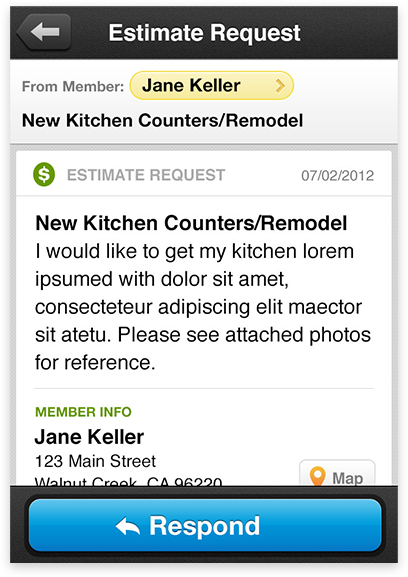 Estimate Request
From Member: Jane Keller
New Kitchen Counters/Remodel
$ ESTIMATE REQUEST 07/02/2012
New Kitchen Counters/Remodel
I would like to get my kitchen lorem
ipsumed with dolor sit amet,
consecteteur adipiscing elit maector
sit atetu. Please see attached photos
for reference.
MEMBER INFO
Jane Keller
123 Main Street
Walnut Creek, CA 96220
Map
Respond